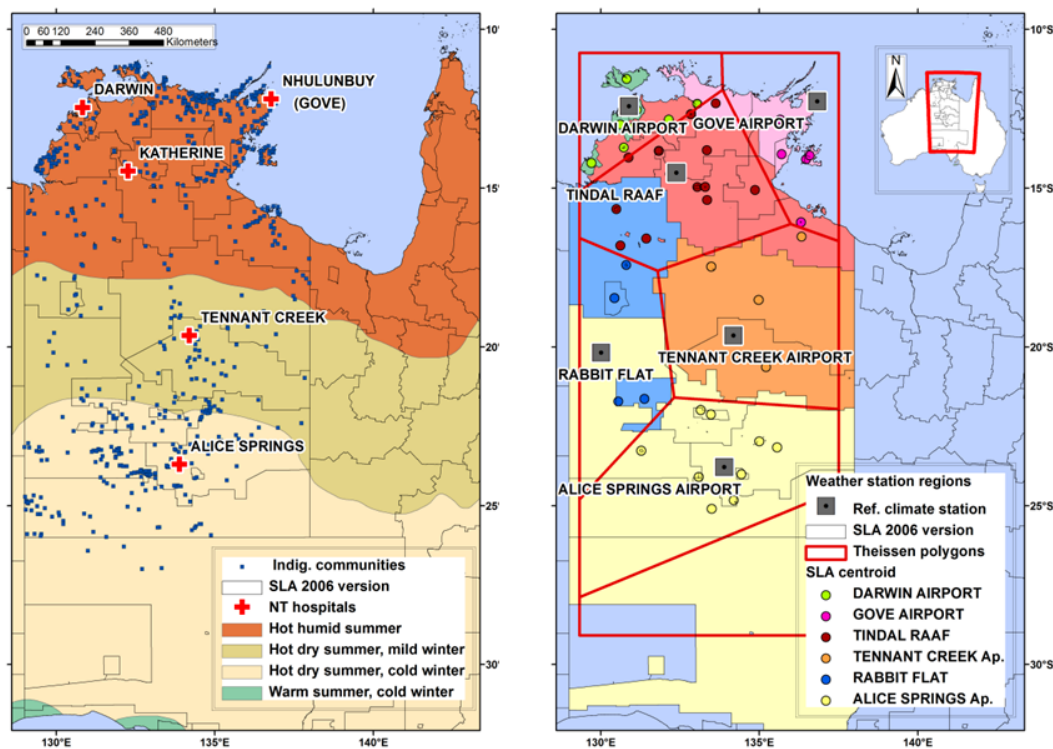 0 60 120 240 360 480
Kilometers
DARWIN
NHULUNBUY
(GOVE)
KATHERINE
TENNANT CREEK
ALICE SPRINGS
Indig. communities
SLA 2006 version
NT hospitals
Hot humid summer
Hot dry summer, mild winter
Hot dry summer, cold winter
Warm summer, cold winter
130°E 135°E 140°E
10°
15°
20°
25°
30°
N
DARWIN AIRPORT
GOVE AIRPORT
TINDAL RAAF
TENNANT CREEK AIRPORT
RABBIT FLAT
ALICE SPRINGS AIRPORT
Weather station regions
Ref. climate station
SLA 2006 version
Theissen polygons
SLA centroid
DARWIN AIRPORT
GOVE AIRPORT
TINDAL RAAF
TENNANT CREEK Ap.
RABBIT FLAT
ALICE SPRINGS Ap.
130°E 135°E 140°E
10°S
15°S
20°S
25°S
30°S